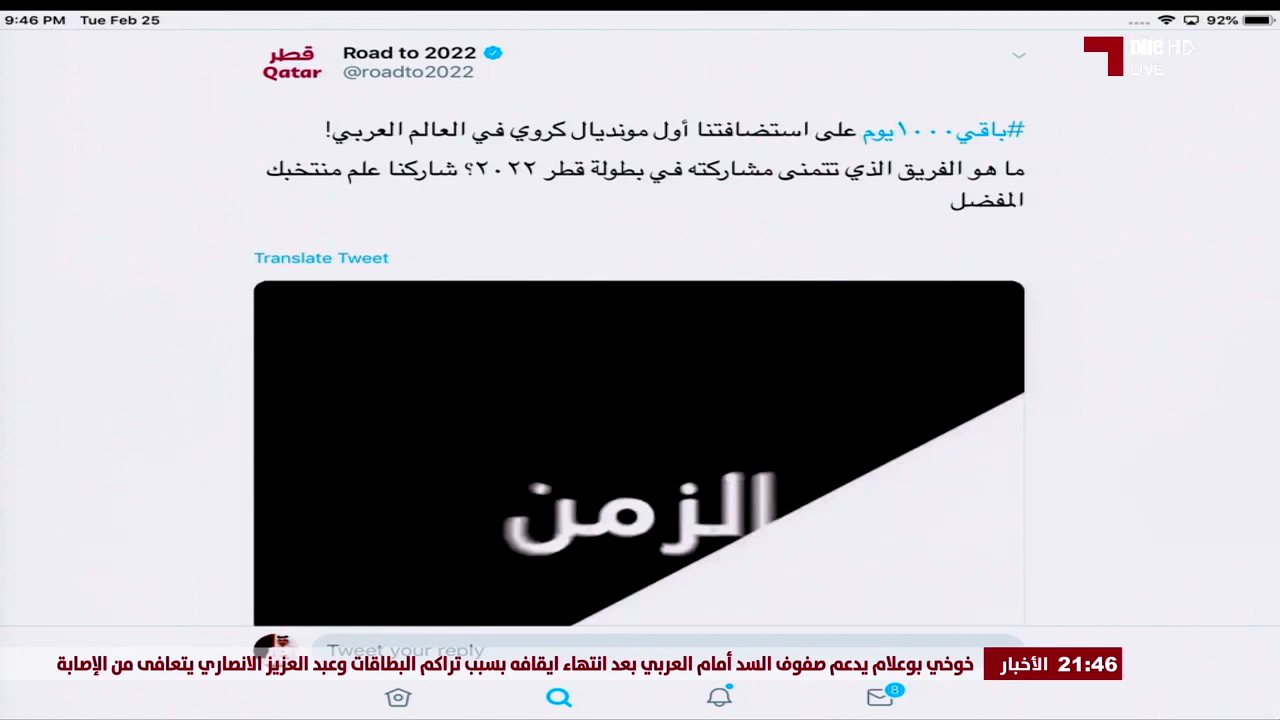 9:46 PM Tue Feb 25
92%
قطر
Qatar
Road to 2022
@roadto2022
HD
LIVE
#باقي١٠٠٠يوم على استضافتنا أول مونديال كروي في العالم العربي!
ما هو الفريق الذي تتمنى مشاركته في بطولة قطر ٢٠٢٢؟ شاركنا علم منتخبك
المفضل
Translate Tweet
الزمن
Tweet your reply
21:46 الأخبار خوخي بوعلام يدعم صفوف السد أمام العربي بعد انتهاء ايقافه بسبب تراكم البطاقات وعبد العزيز الانصاري يتعافى من الإصابة
8